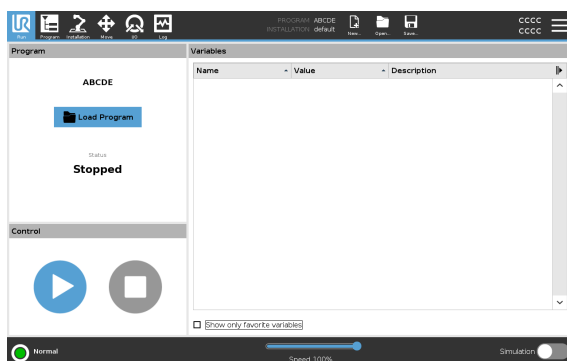 UR
PROGRAM ABCDE
INSTALLATION default
CCCC
CCCC
Run Program Installation Move I/O Log
New... Open... Save...
Program
Variables
Name Value Description
ABCDE
Load Program
Status
Stopped
Control
Show only favorite variables
Normal
Speed 100%
Simulation